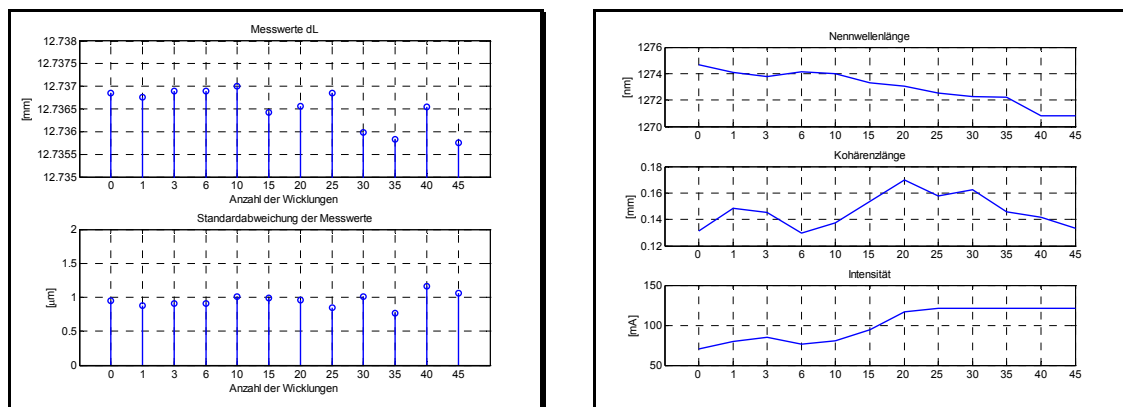 Messwerte dL
12.738
12.7375
12.737
12.7365
12.736
12.7355
12.735
[mm]
0 1 3 6 10 15 20 25 30 35 40 45
Anzahl der Wicklungen
Standardabweichung der Messwerte
2
1.5
1
0.5
0
[µm]
0 1 3 6 10 15 20 25 30 35 40 45
Anzahl der Wicklungen
Nennwellenlänge
1276
1274
1272
1270
[nm]
0 1 3 6 10 15 20 25 30 35 40 45
Kohärenzlänge
0.18
0.16
0.14
0.12
[mm]
0 1 3 6 10 15 20 25 30 35 40 45
Intensität
150
100
50
[mA]
0 1 3 6 10 15 20 25 30 35 40 45